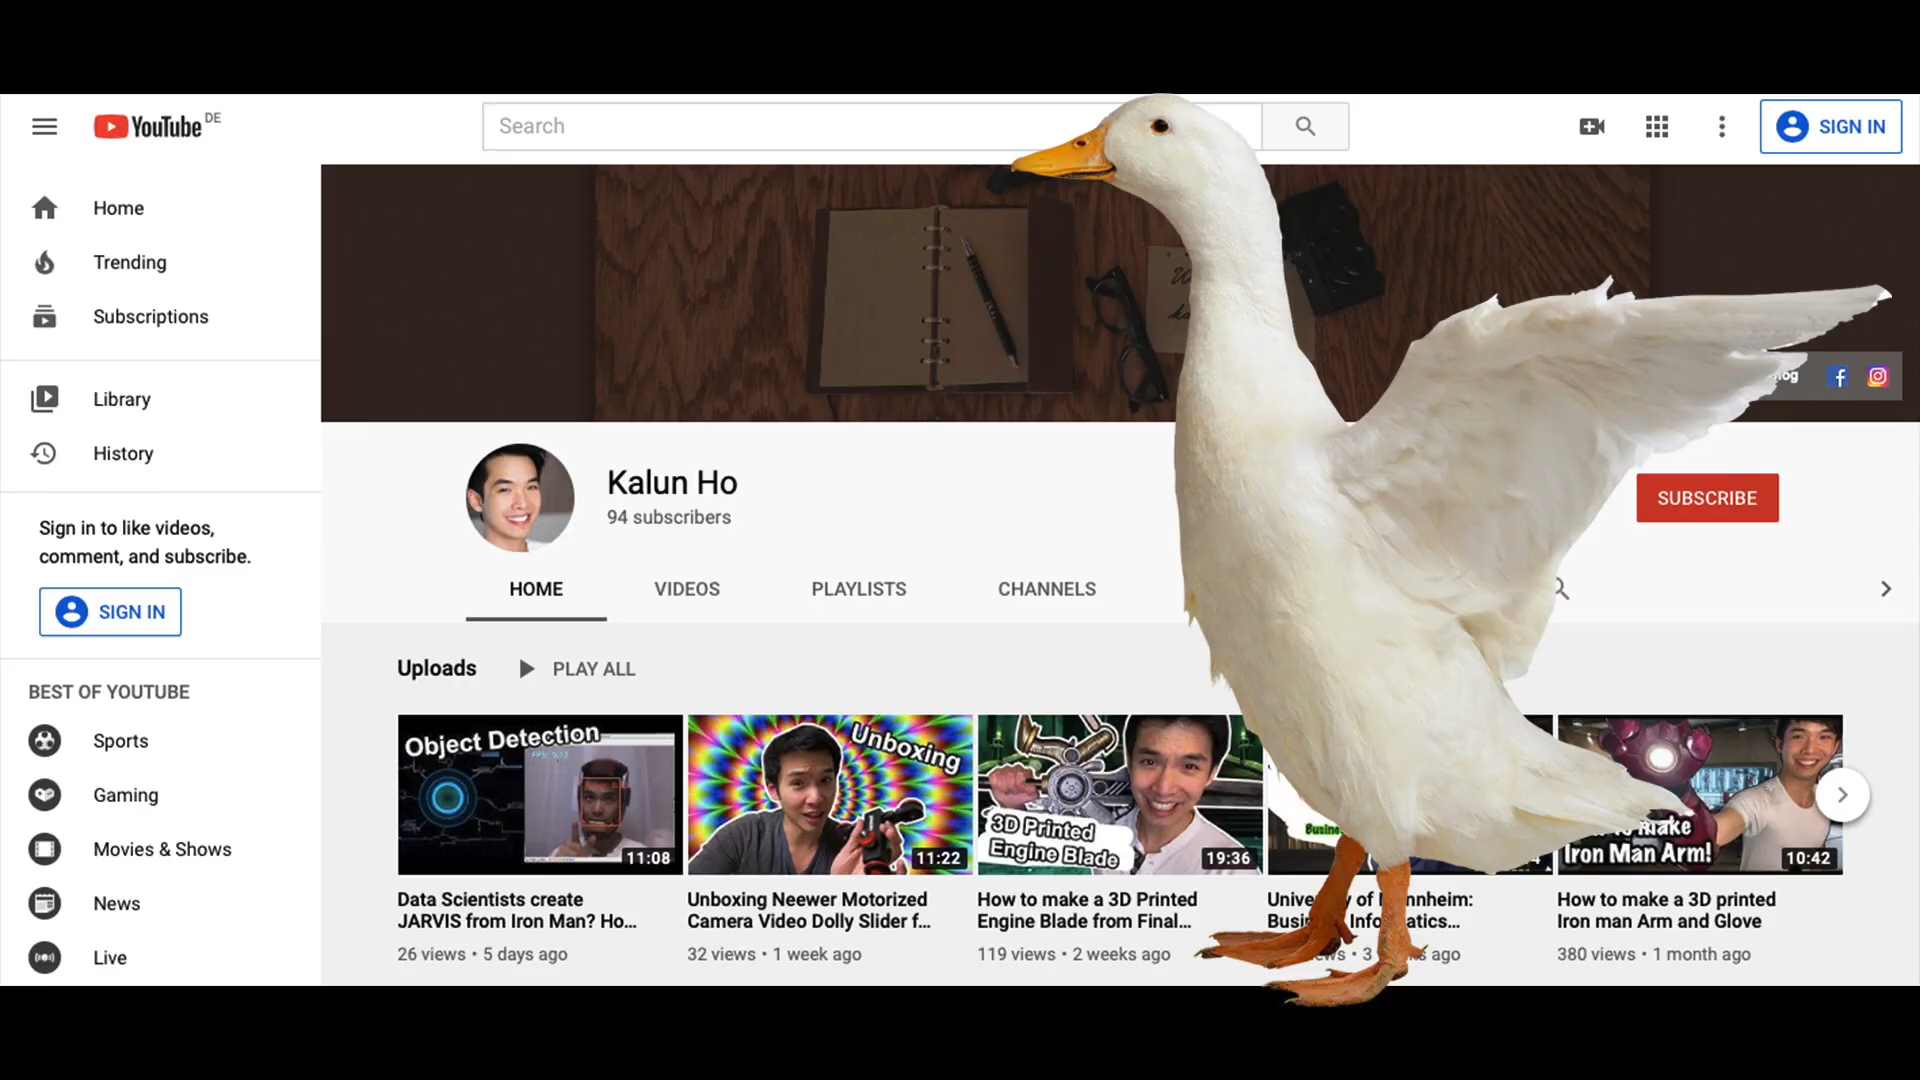 YouTube DE
Search
SIGN IN
Home
Trending
Subscriptions
Library
History
Sign in to like videos,
comment, and subscribe.
SIGN IN
BEST OF YOUTUBE
Sports
Gaming
Movies & Shows
News
Live
Kalun Ho
94 subscribers
SUBSCRIBE
HOME
VIDEOS
PLAYLISTS
CHANNELS
Uploads
PLAY ALL
Object Detection
11:08
Data Scientists create
JARVIS from Iron Man? Ho...
26 views • 5 days ago
Unboxing
11:22
Unboxing Neewer Motorized
Camera Video Dolly Slider f...
32 views • 1 week ago
3D Printed
Engine Blade
19:36
How to make a 3D Printed
Engine Blade from Final...
119 views • 2 weeks ago
of
3
ago
make
Iron Man Arm!
10:42
How to make a 3D printed
Iron man Arm and Glove
380 views • 1 month ago